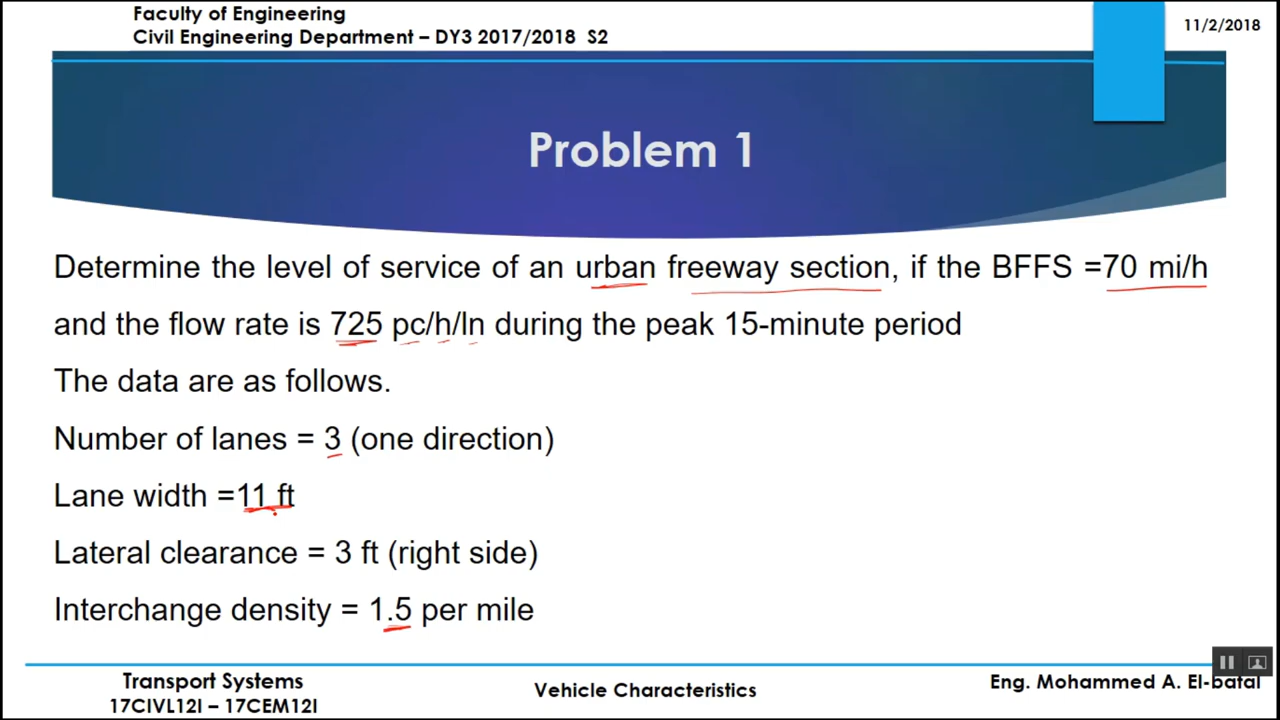 Faculty of Engineering
Civil Engineering Department – DY3 2017/2018 S2
11/2/2018
Problem 1
Determine the level of service of an urban freeway section, if the BFFS =70 mi/h
and the flow rate is 725 pc/h/ln during the peak 15-minute period
The data are as follows.
Number of lanes = 3 (one direction)
Lane width =11 ft
Lateral clearance = 3 ft (right side)
Interchange density = 1.5 per mile
Transport Systems
17CIVL12I – 17CEM12I
Vehicle Characteristics
Eng. Mohammed A. El-batal